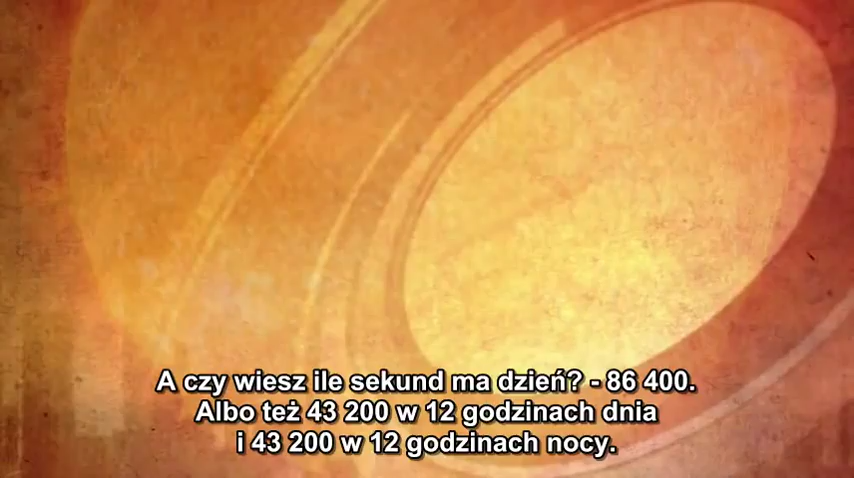 A czy wiesz ile sekund ma dzień? - 86 400.
Albo też 43 200 w 12 godzinach dnia
i 43 200 w 12 godzinach nocy.